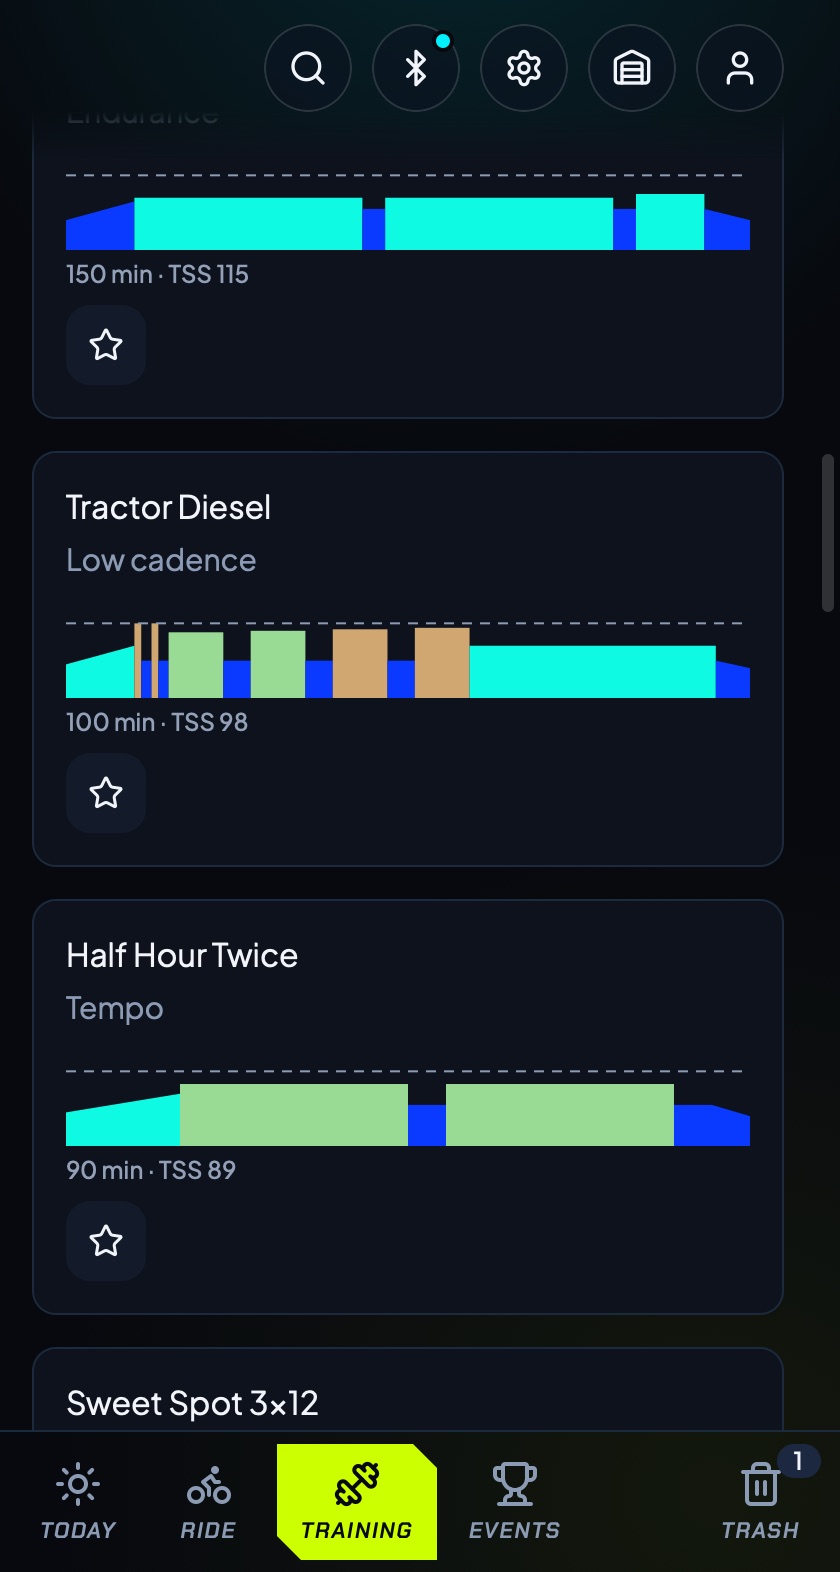 Endurance
150 min · TSS 115
Tractor Diesel
Low cadence
100 min · TSS 98
Half Hour Twice
Tempo
90 min · TSS 89
Sweet Spot 3×12
1
TODAY RIDE TRAINING EVENTS TRASH